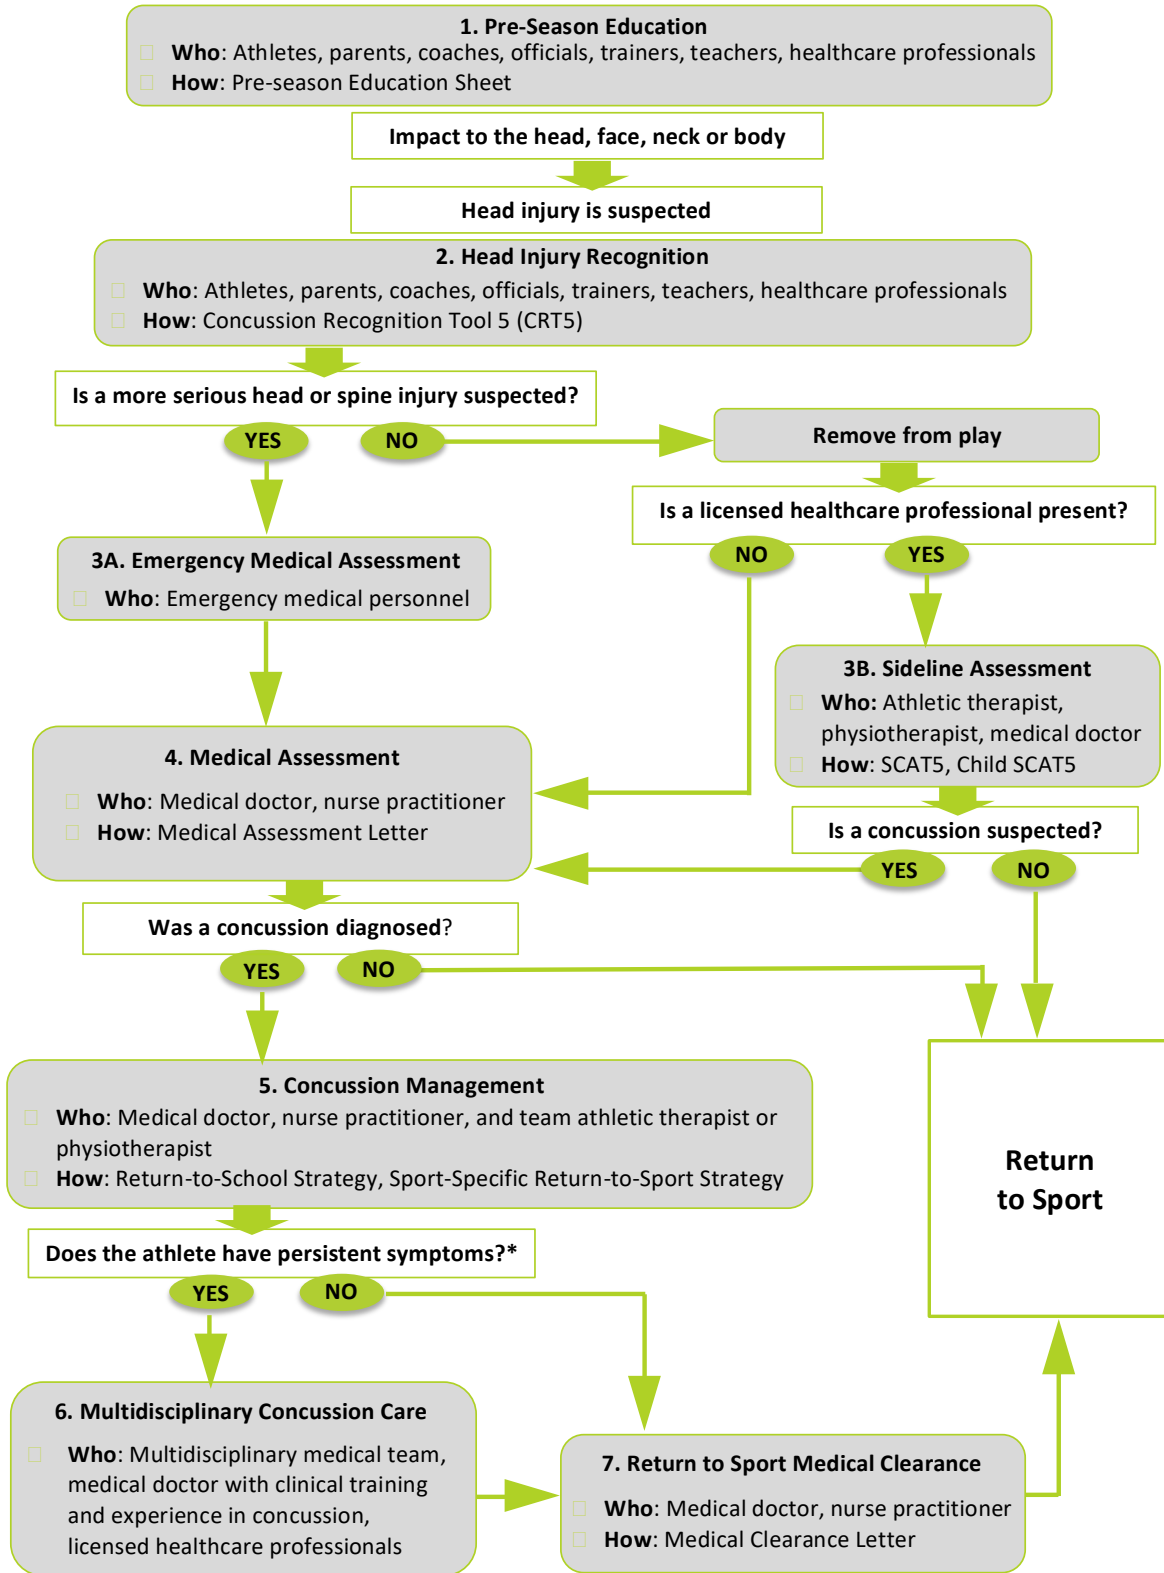 1. Pre-Season Education
Who: Athletes, parents, coaches, officials, trainers, teachers, healthcare professionals
How: Pre-season Education Sheet
Impact to the head, face, neck or body
Head injury is suspected
2. Head Injury Recognition
Who: Athletes, parents, coaches, officials, trainers, teachers, healthcare professionals
How: Concussion Recognition Tool 5 (CRT5)
Is a more serious head or spine injury suspected?
YES
NO
Remove from play
Is a licensed healthcare professional present?
NO
YES
3A. Emergency Medical Assessment
Who: Emergency medical personnel
3B. Sideline Assessment
Who: Athletic therapist,
physiotherapist, medical doctor
How: SCAT5, Child SCAT5
4. Medical Assessment
Who: Medical doctor, nurse practitioner
How: Medical Assessment Letter
Is a concussion suspected?
YES
NO
Was a concussion diagnosed?
YES
NO
5. Concussion Management
Who: Medical doctor, nurse practitioner, and team athletic therapist or
physiotherapist
How: Return-to-School Strategy, Sport-Specific Return-to-Sport Strategy
Return
to Sport
Does the athlete have persistent symptoms?*
YES
NO
6. Multidisciplinary Concussion Care
Who: Multidisciplinary medical team,
medical doctor with clinical training
and experience in concussion,
licensed healthcare professionals
7. Return to Sport Medical Clearance
Who: Medical doctor, nurse practitioner
How: Medical Clearance Letter